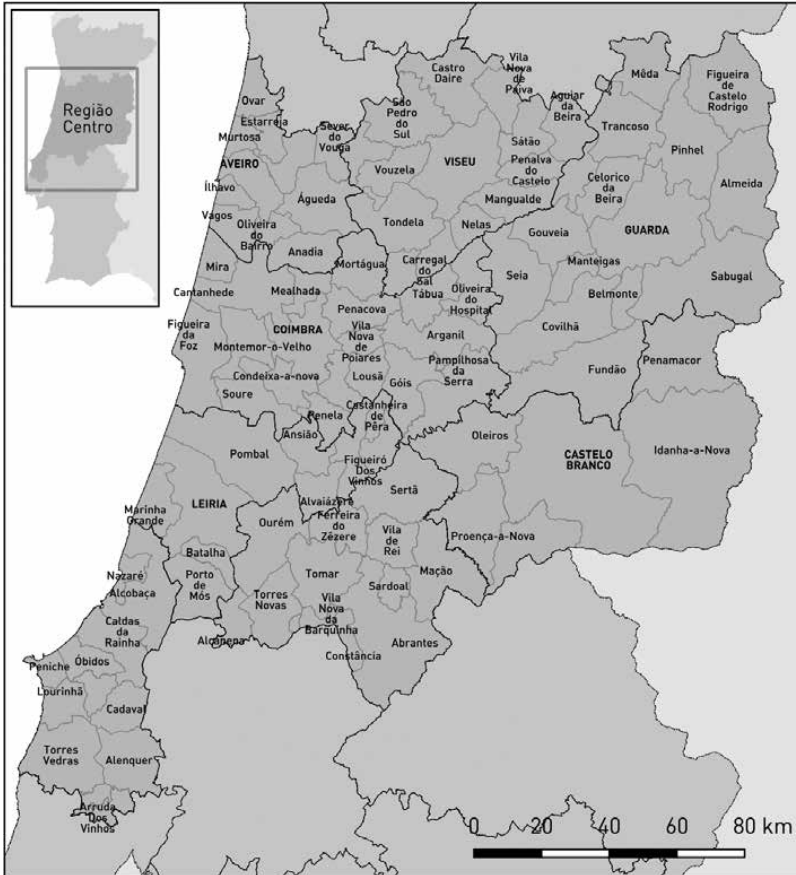 Região
Centro
Ovar
Estarreja
Murtosa
AVEIRO
Ílhavo
Vagos
Oliveira
do
Bairro
Sever
do
Vouga
Águeda
Anadia
Castro
Daire
Vila
Nova
de
Paiva
Aguiar
da
Beira
São
Pedro
do
Sul
Sátão
Vouzela
VISEU
Penalva
do
Castelo
Mangualde
Tondela
Nelas
Carregal
do
Sal
Mêda
Figueira
de
Castelo
Rodrigo
Trancoso
Pinhel
Celorico
da
Beira
Almeida
Gouveia
GUARDA
Manteigas
Seia
Sabugal
Belmonte
Covilhã
Fundão
Penamacor
Mira
Mortágua
Cantanhede
Mealhada
Tábua
Oliveira
do
Hospital
Penacova
Figueira
da
Foz
COIMBRA
Vila
Nova
de
Poiares
Arganil
Montemor-o-Velho
Pampilhosa
da
Serra
Condeixa-a-nova
Lousã
Góis
Soure
Penela
Castanheira
de
Pêra
Ansião
Pombal
Figueiró
Dos
Vinhos
Oleiros
CASTELO
BRANCO
Idanha-a-Nova
Sertã
Alvaiázere
LEIRIA
Marinha
Grande
Ourém
Ferreira
do
Zêzere
Vila
de
Rei
Proença-a-Nova
Batalha
Porto
de
Mós
Tomar
Mação
Sardoal
Nazaré
Alcobaça
Torres
Novas
Vila
Nova
da
Barquinha
Caldas
da
Rainha
Alcanena
Abrantes
Constância
Óbidos
Peniche
Lourinhã
Cadaval
Torres
Vedras
Alenquer
Arruda
Dos
Vinhos
0 20 40 60 80 km